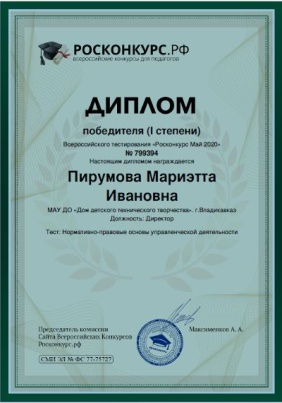 РОСКОНКУРС.РФ
всероссийские конкурсы для педагогов
ДИПЛОМ
победителя (I степени)
Всероссийского тестирования «Росконкурс Май 2020»
№ 799394
Настоящим дипломом награждается
Пирумова Мариэтта
Ивановна
МАУ ДО «Дом детского технического творчества». г.Владикавказ
Должность: Директор
Тест: Нормативно-правовые основы управленческой деятельности
Председатель комиссии
Сайта Всероссийских Конкурсов
Росконкурс.рф
Максименков А. А.
СМИ ЭЛ № ФС 77-75727